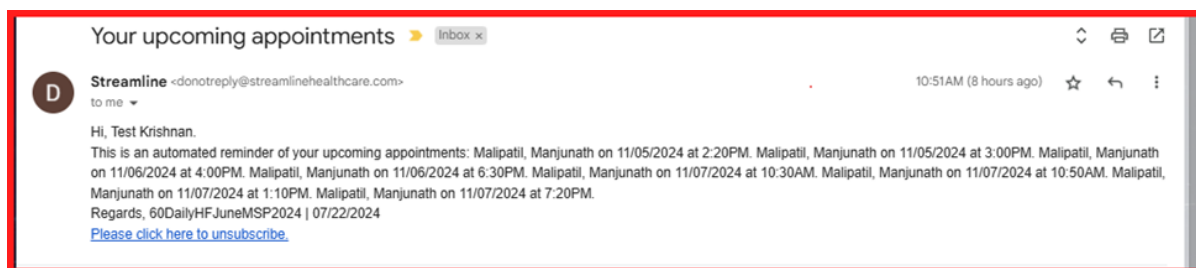 Your upcoming appointments Inbox ×
Streamline <donotreply@streamlinehealthcare.com> 10:51AM (8 hours ago)
D
to me
Hi, Test Krishnan.
This is an automated reminder of your upcoming appointments: Malipatil, Manjunath on 11/05/2024 at 2:20PM. Malipatil, Manjunath on 11/05/2024 at 3:00PM. Malipatil, Manjunath
on 11/06/2024 at 4:00PM. Malipatil, Manjunath on 11/06/2024 at 6:30PM. Malipatil, Manjunath on 11/07/2024 at 10:30AM. Malipatil, Manjunath on 11/07/2024 at 10:50AM. Malipatil,
Manjunath on 11/07/2024 at 1:10PM. Malipatil, Manjunath on 11/07/2024 at 7:20PM.
Regards, 60DailyHFJuneMSP2024 | 07/22/2024
Please click here to unsubscribe.